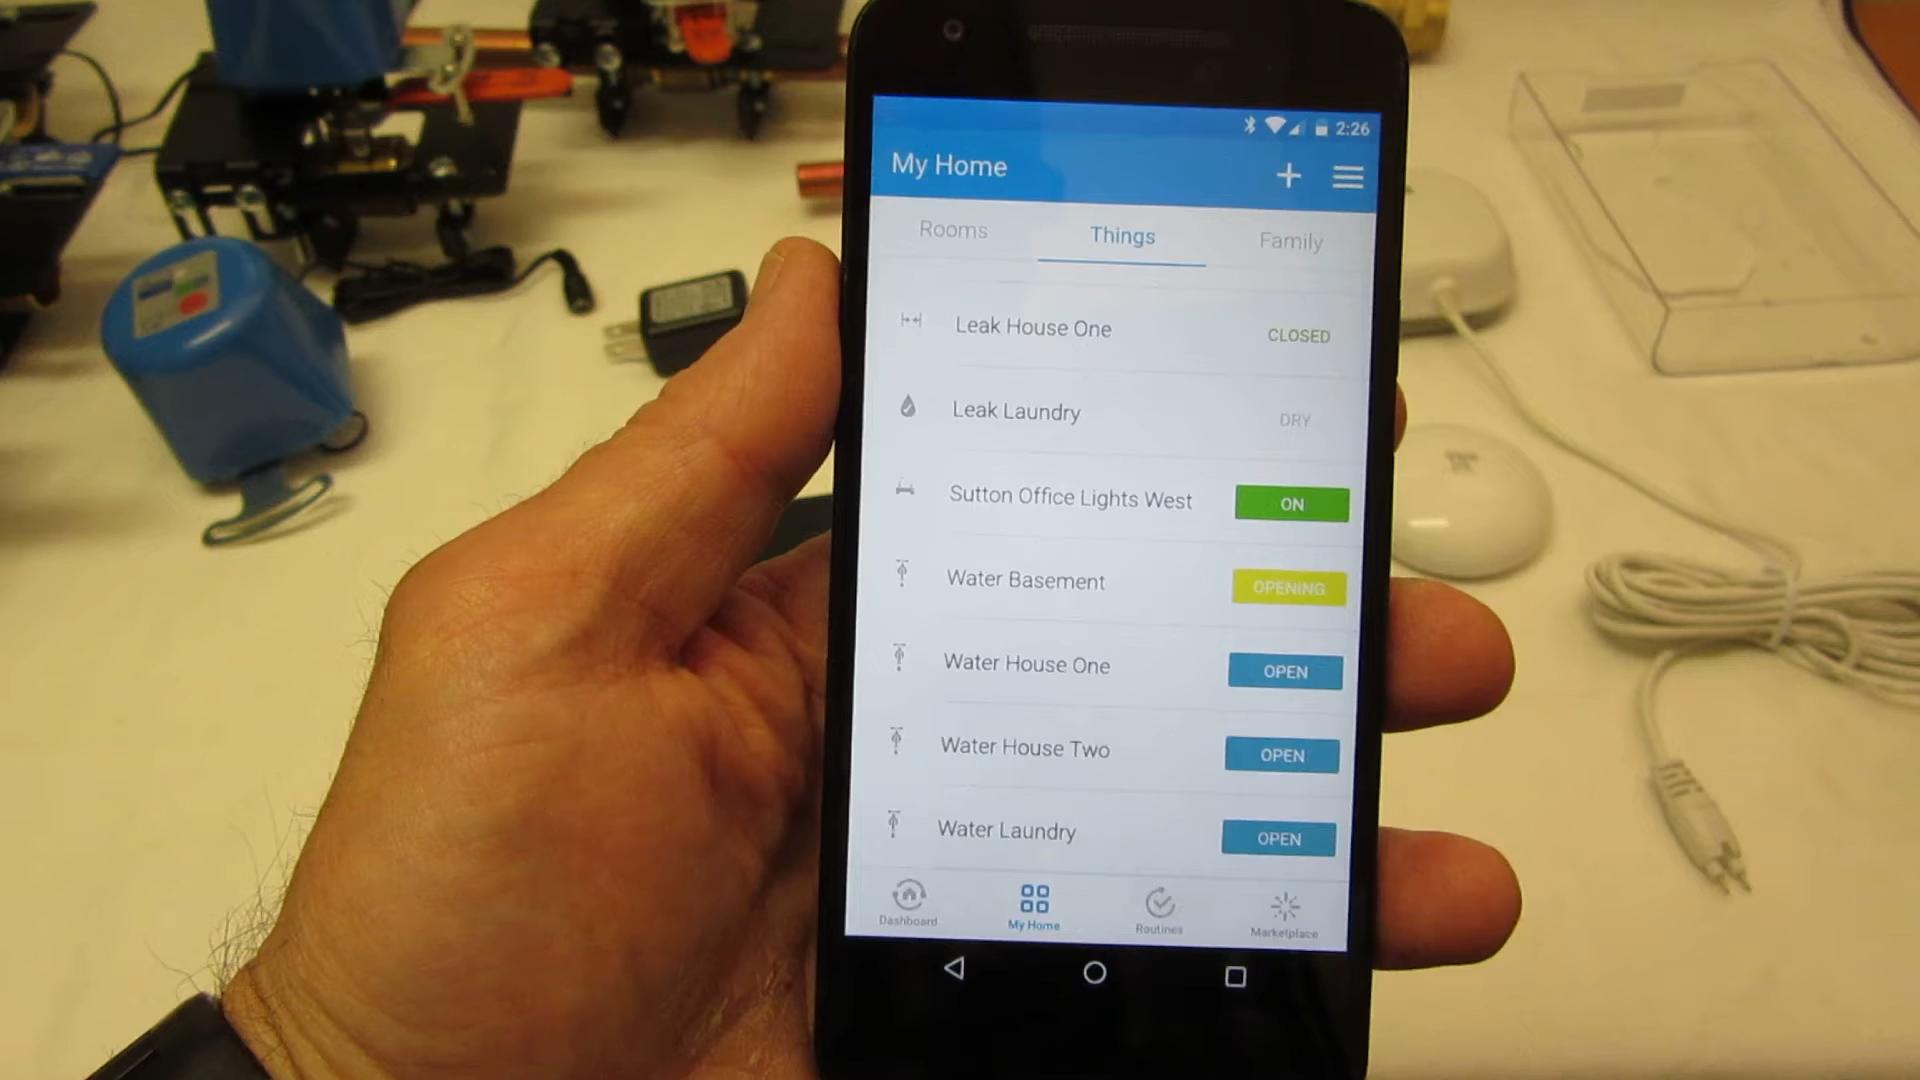 2:26
My Home
Rooms Things Family
Leak House One CLOSED
Leak Laundry DRY
Sutton Office Lights West ON
Water Basement OPENING
Water House One OPEN
Water House Two OPEN
Water Laundry OPEN
Dashboard My Home Routines Marketplace